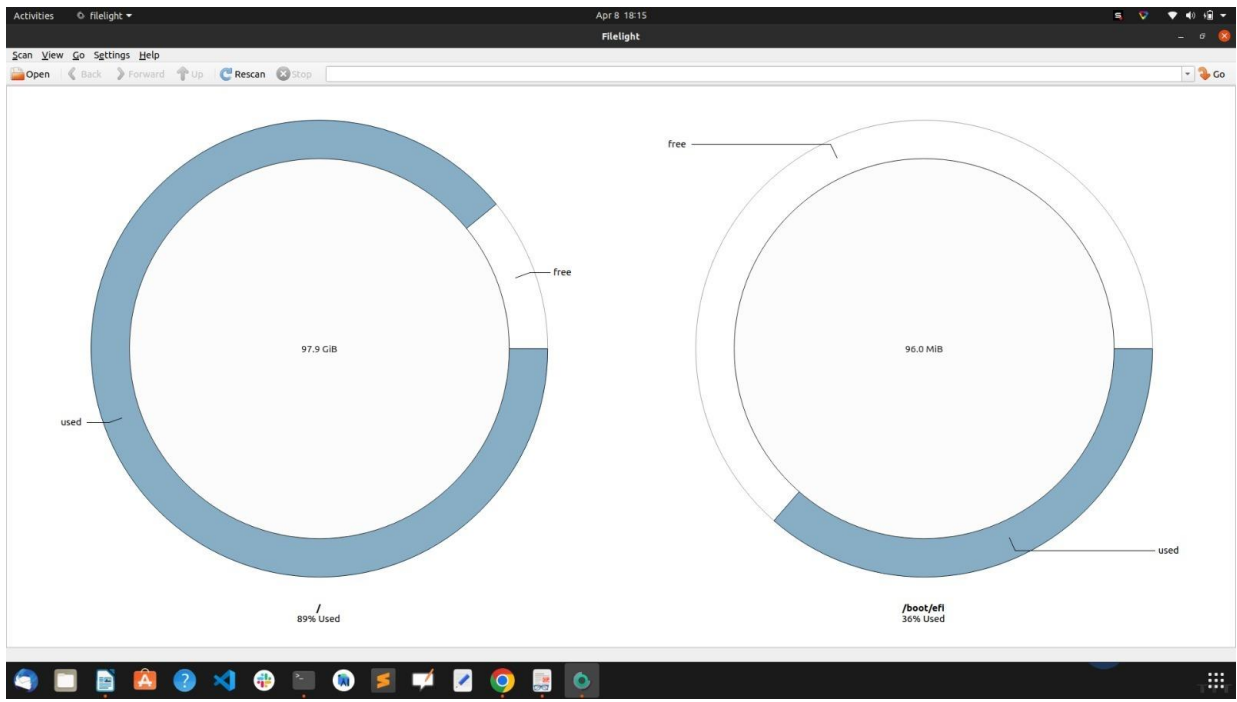 Activities filelight Apr 8 18:15
Filelight
Scan View Go Settings Help
Open Back Forward Up Rescan Stop Go
free
free
97.9 GiB
96.0 MiB
used
used
/
89% Used
/boot/efi
36% Used